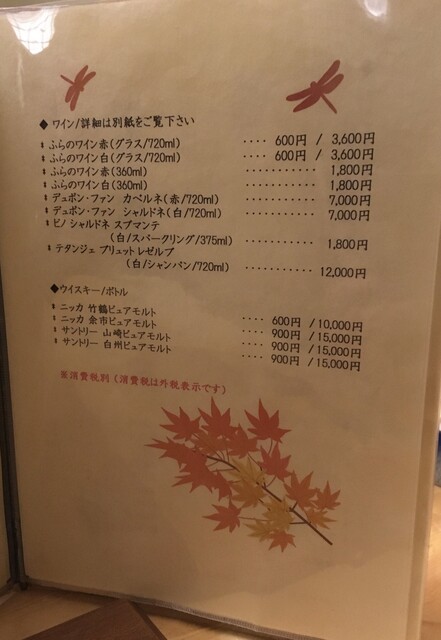 ◆ ワイン/詳細は別紙をご覧下さい
ふらのワイン赤(グラス/720ml) ···· 600円 / 3,600円
ふらのワイン白(グラス/720ml) ···· 600円 / 3,600円
ふらのワイン赤(360ml) ··········· 1,800円
ふらのワイン白(360ml) ··········· 1,800円
デュボン・ファン カベルネ(赤/720ml) ··········· 7,000円
デュボン・ファン シャルドネ(白/720ml) ··········· 7,000円
ピノ シャルドネ スプマンテ
(白/スパークリング/375ml) ··········· 1,800円
テタンジェ ブリュット レゼルブ
(白/シャンパン/720ml) ··········· 12,000円
◆ウイスキー/ボトル
ニッカ 竹鶴ピュアモルト ···· 600円 /10,000円
ニッカ 余市ピュアモルト ···· 900円 /15,000円
サントリー 山崎ピュアモルト ···· 900円 /15,000円
サントリー 白州ピュアモルト ···· 900円 /15,000円
※消費税別 (消費税は外税表示です)